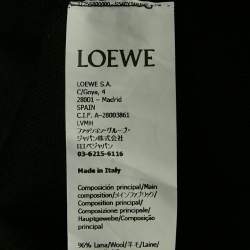 LOEWE
LOEWE S.A.
C/Goya, 4
28001 - Madrid
SPAIN
C.I.F. A-28003861
LVMH
ファッショングループ・
ジャパン株式会社
ロエベジャパン
03-6215-6116
Made in Italy
Composición principal/Main
composition/メインファブリック/
Composition principal/
Composizione principale/
Hauptgewebe/Composição
principal
96% Lana/Wool/羊毛/Laine/